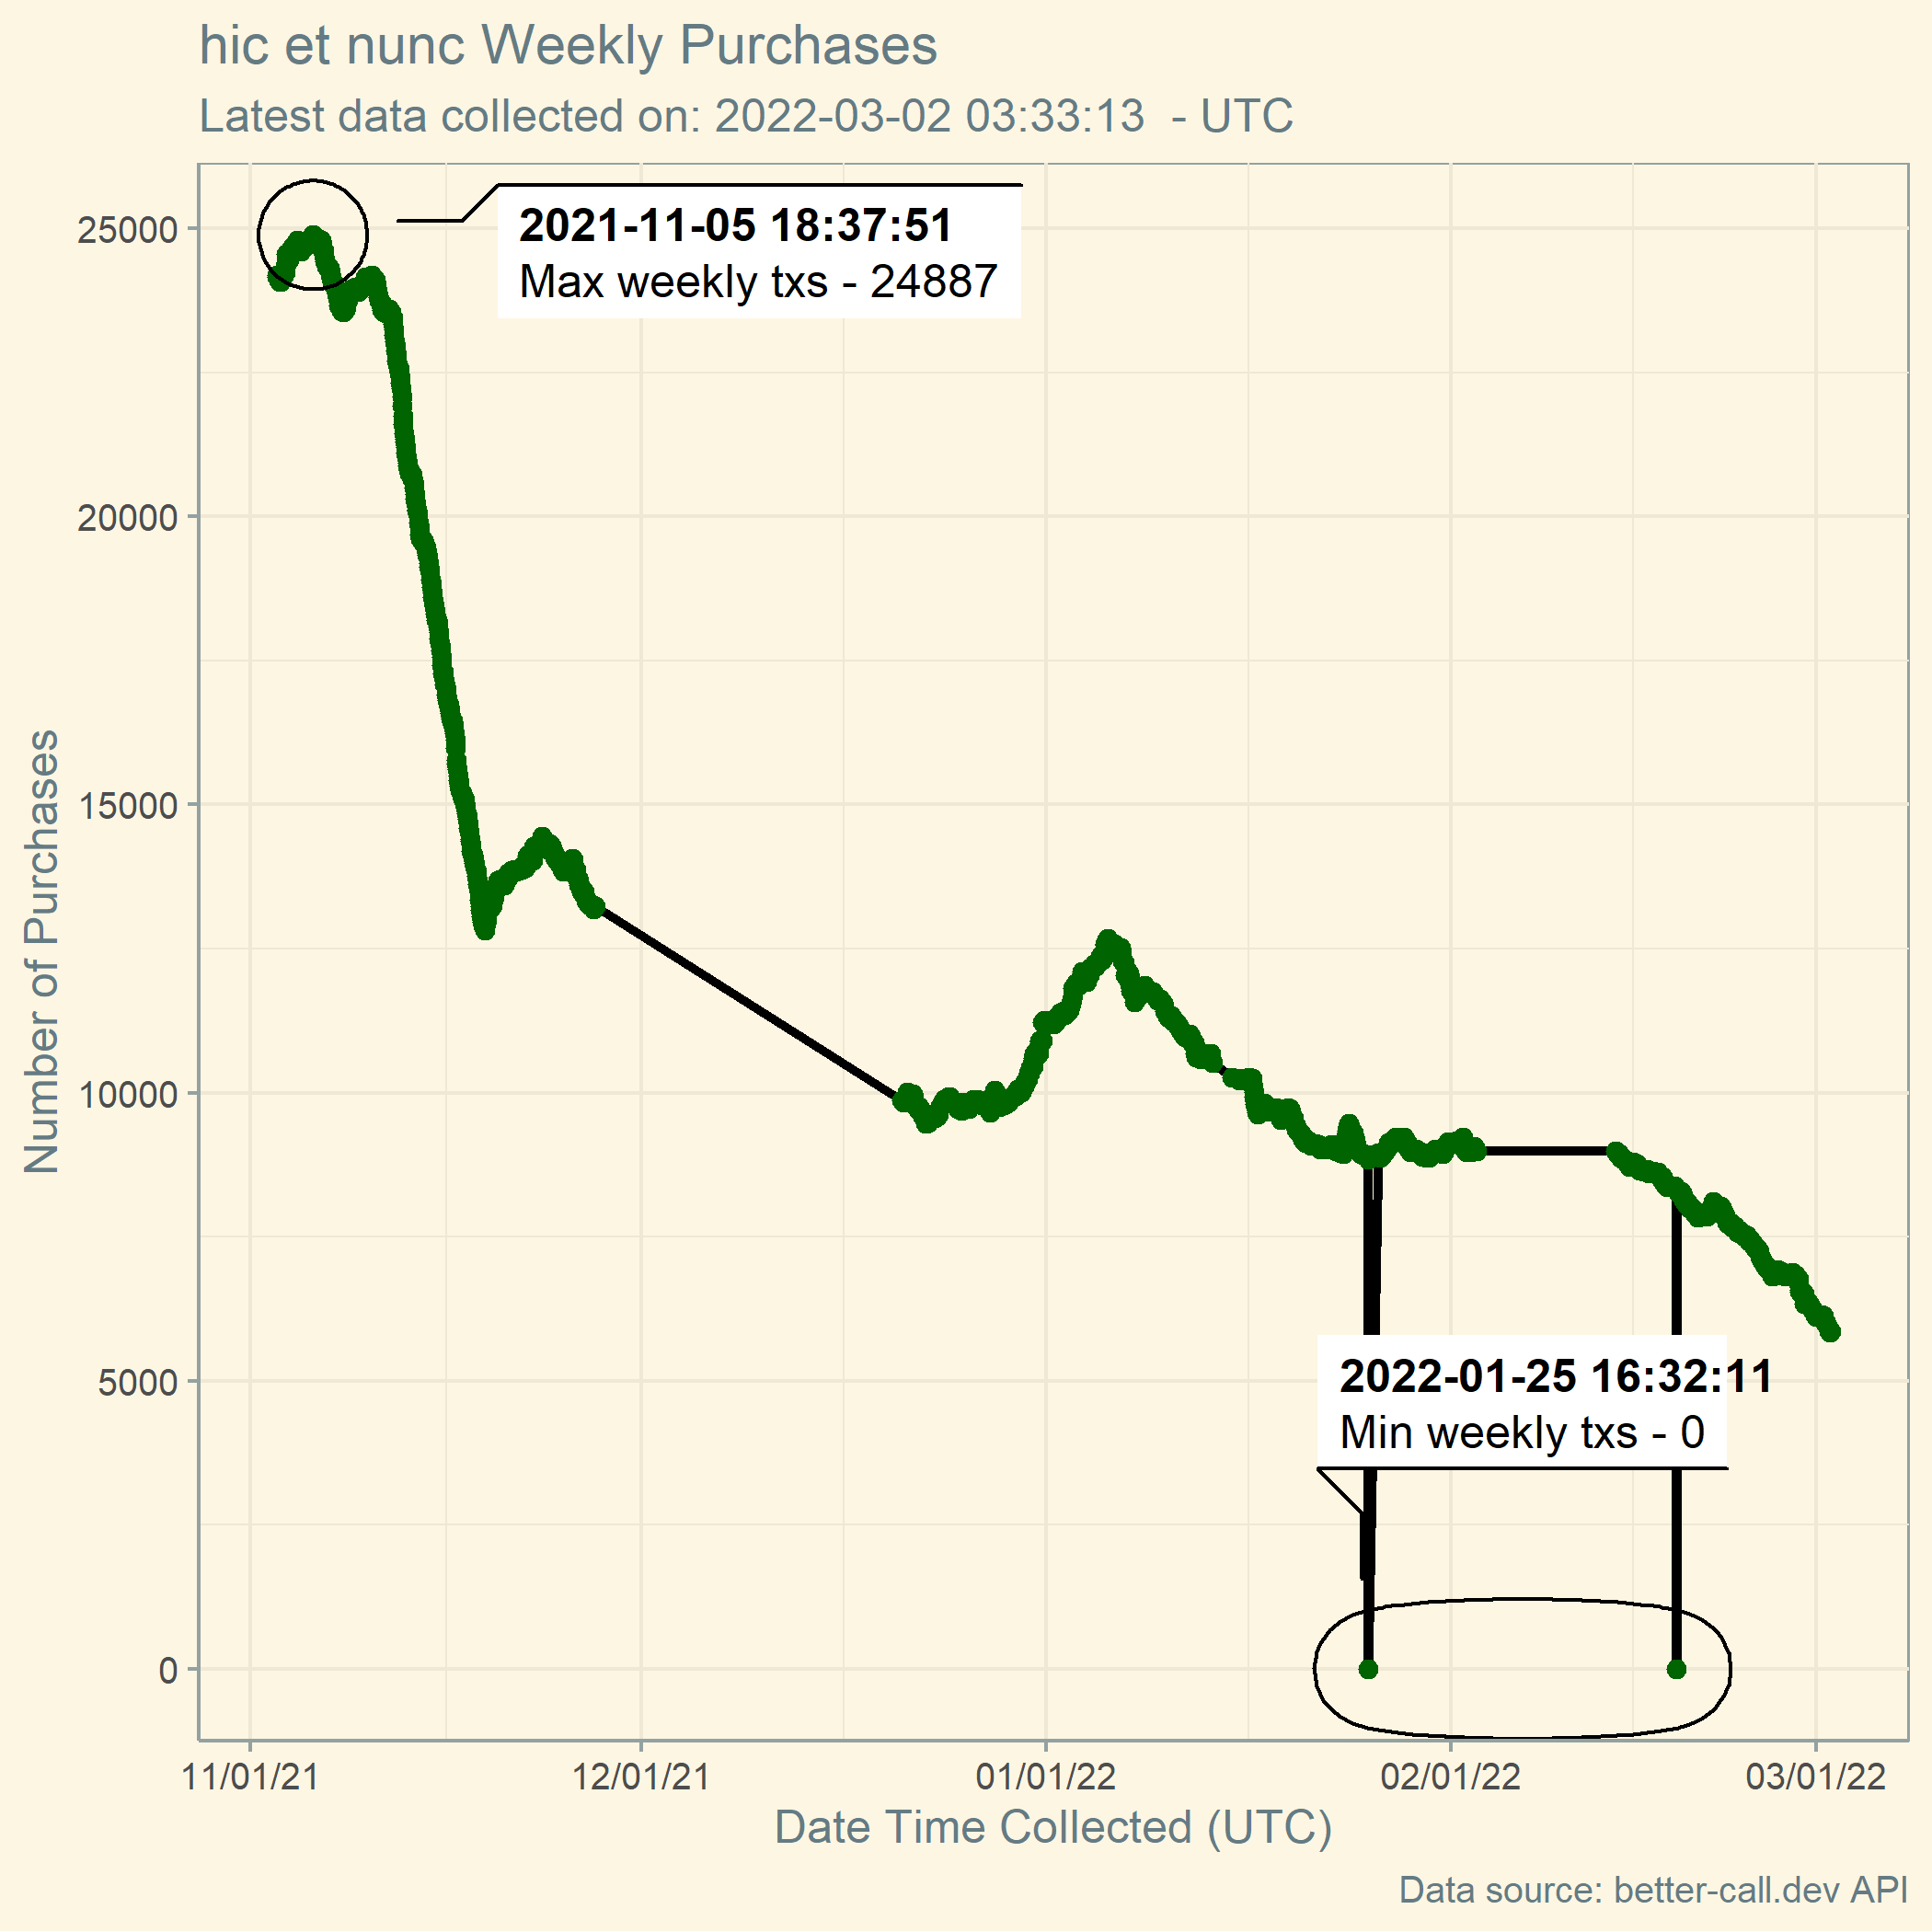 hic et nunc Weekly Purchases
Latest data collected on: 2022-03-02 03:33:13  - UTC
25000
20000
15000
10000
5000
0
Number of Purchases
2021-11-05 18:37:51
Max weekly txs - 24887
2022-01-25 16:32:11
Min weekly txs - 0
11/01/21 12/01/21 01/01/22 02/01/22 03/01/22
Date Time Collected (UTC)
Data source: better-call.dev API